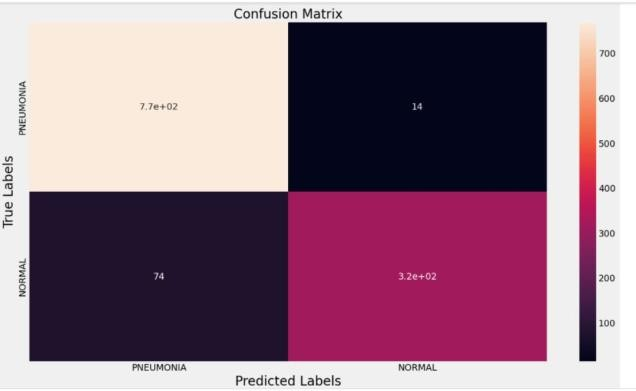 Confusion Matrix
True Labels
PNEUMONIA
7.7e+02
14
NORMAL
74
3.2e+02
PNEUMONIA
NORMAL
Predicted Labels
700
600
500
400
300
200
100